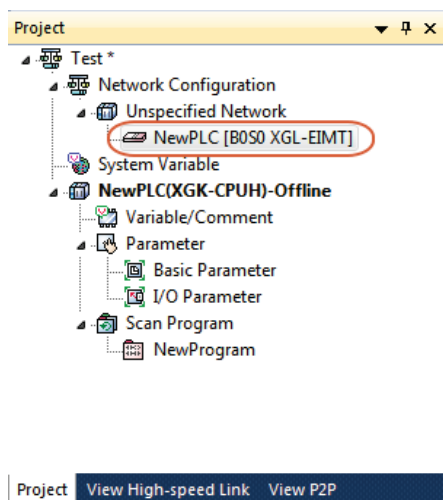 Project
Test *
Network Configuration
Unspecified Network
NewPLC [B0S0 XGL-EIMT]
System Variable
NewPLC(XGK-CPUH)-Offline
Variable/Comment
Parameter
Basic Parameter
I/O Parameter
Scan Program
NewProgram
Project View High-speed Link View P2P